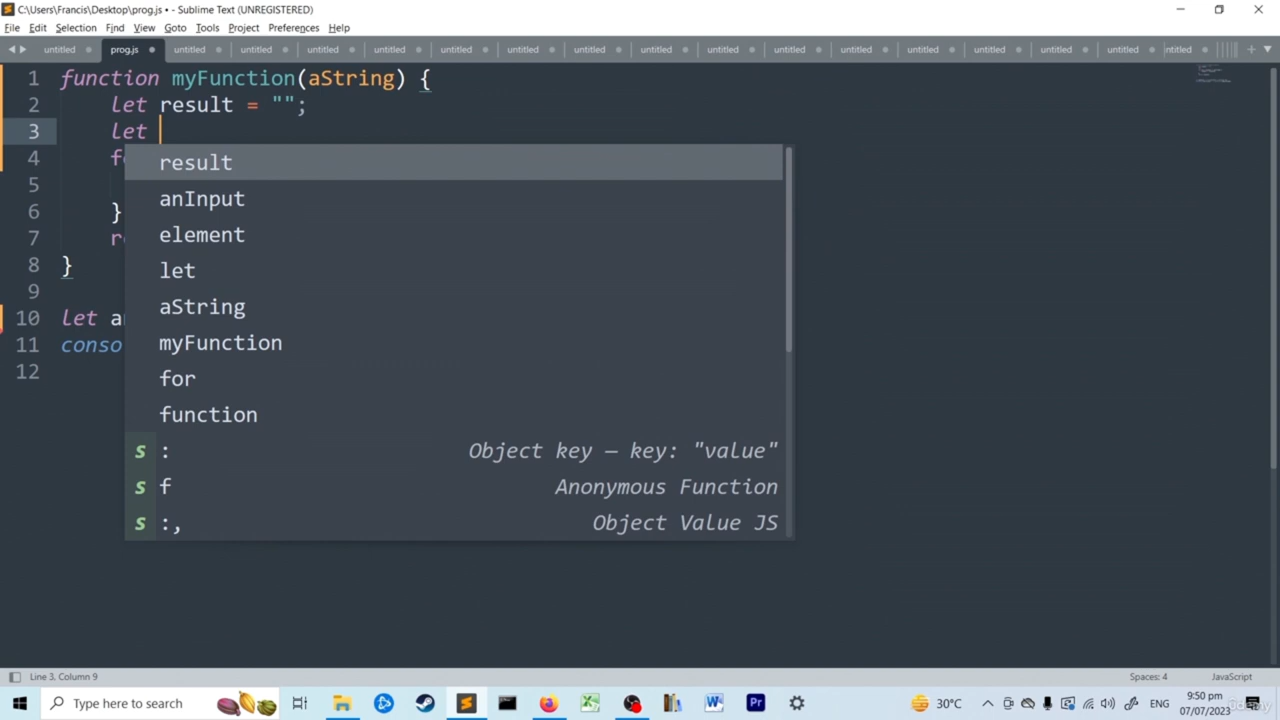 C:\Users\Francis\Desktop\prog.js • - Sublime Text (UNREGISTERED)
File Edit Selection Find View Goto Tools Project Preferences Help
untitled prog.js untitled untitled untitled untitled untitled untitled untitled untitled untitled untitled untitled untitled untitled untitled untitled ntitled
1 function myFunction(aString) {
2 let result = "";
3 let
4 f
5
6 }
7 r
8 }
9
10 let a
11 conso
12
result
anInput
element
let
aString
myFunction
for
function
s : Object key — key: "value"
s f Anonymous Function
s :, Object Value JS
Line 3, Column 9 Spaces: 4 JavaScript
Type here to search 30°C ENG 9:50 pm
07/07/2023
Udemy